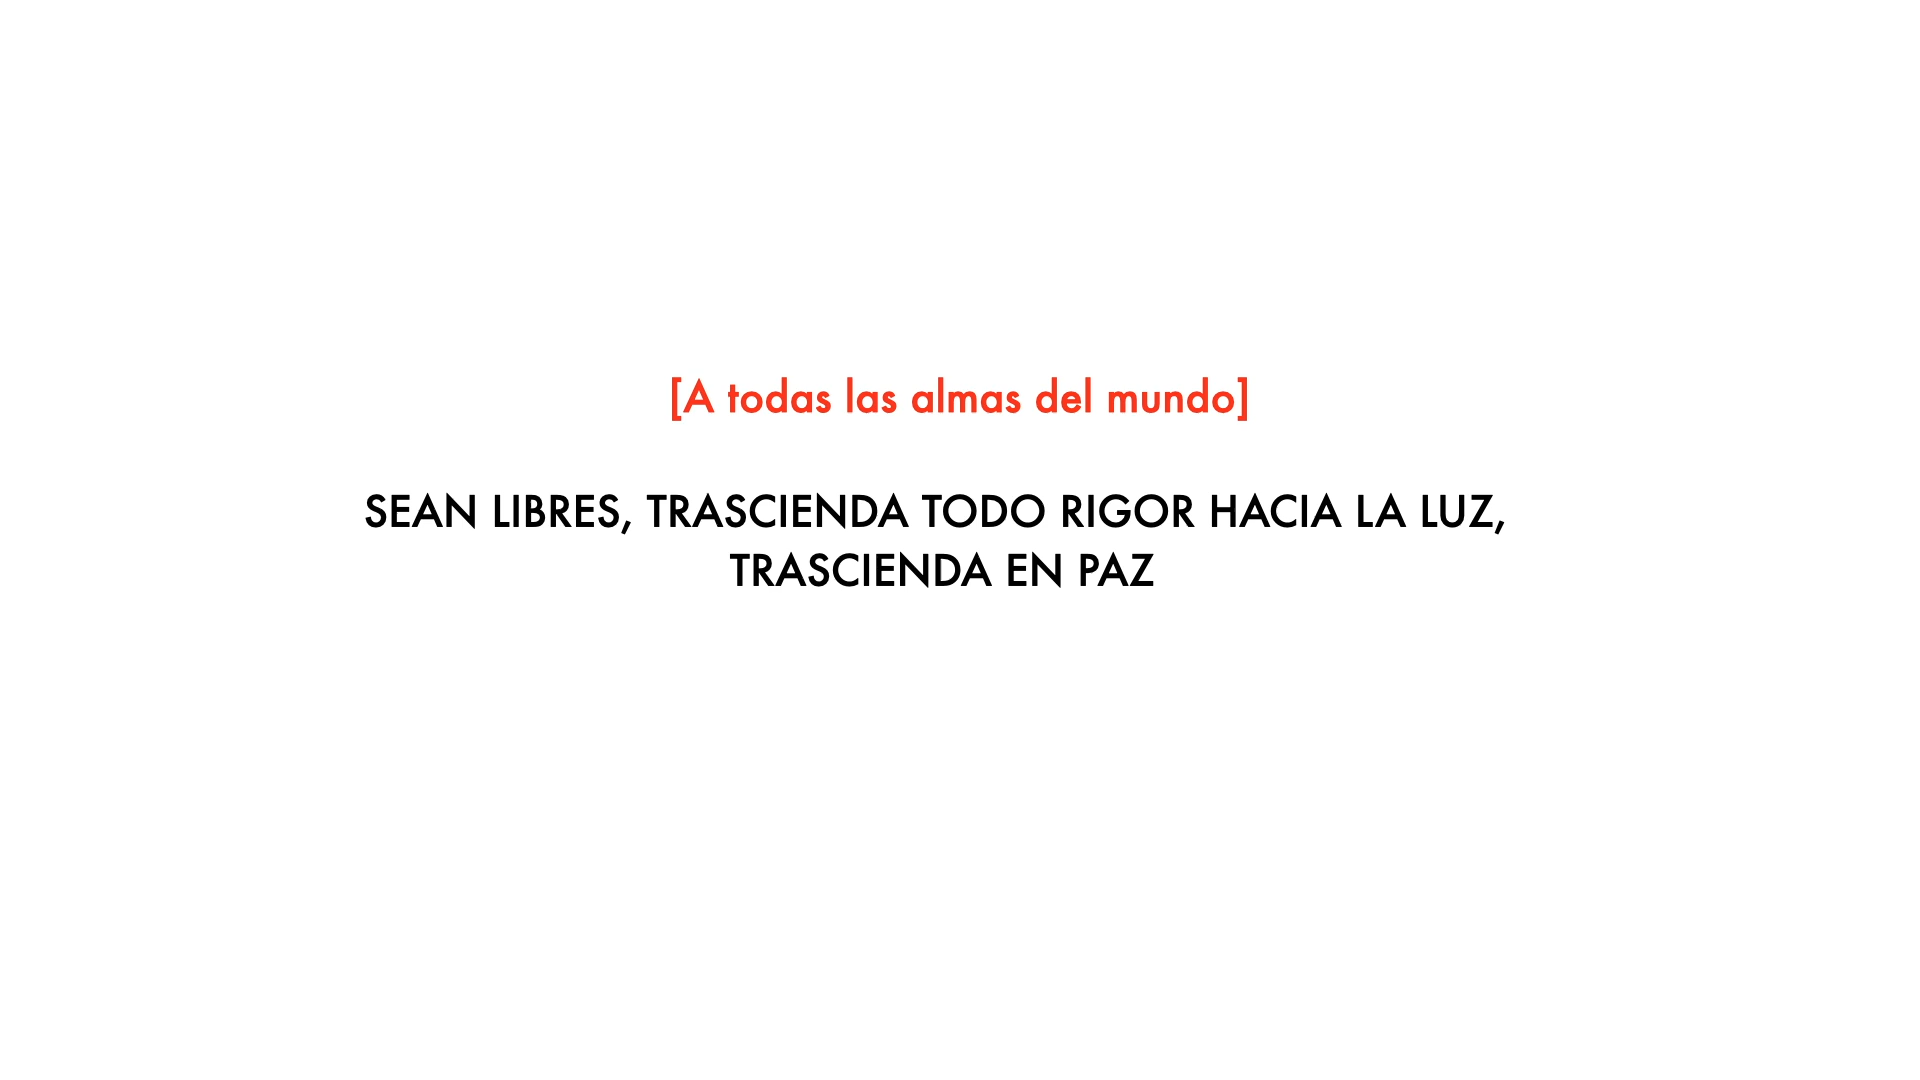 [A todas las almas del mundo]
SEAN LIBRES, TRASCIENDA TODO RIGOR HACIA LA LUZ,
TRASCIENDA EN PAZ